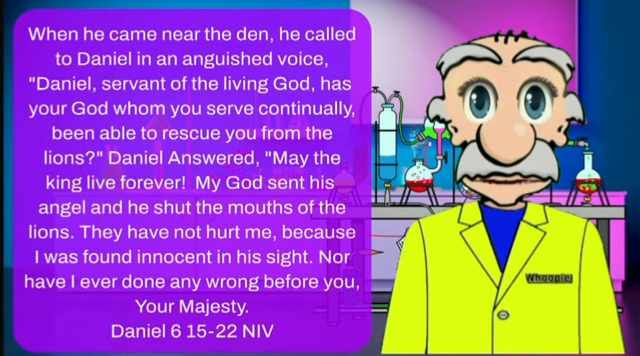 When he came near the den, he called
to Daniel in an anguished voice,
"Daniel, servant of the living God, has
your God whom you serve continually,
been able to rescue you from the
lions?" Daniel Answered, "May the
king live forever!  My God sent his
angel and he shut the mouths of the
lions. They have not hurt me, because
I was found innocent in his sight. Nor
have I ever done any wrong before you,
Your Majesty.
Daniel 6 15-22 NIV
Whoopie!